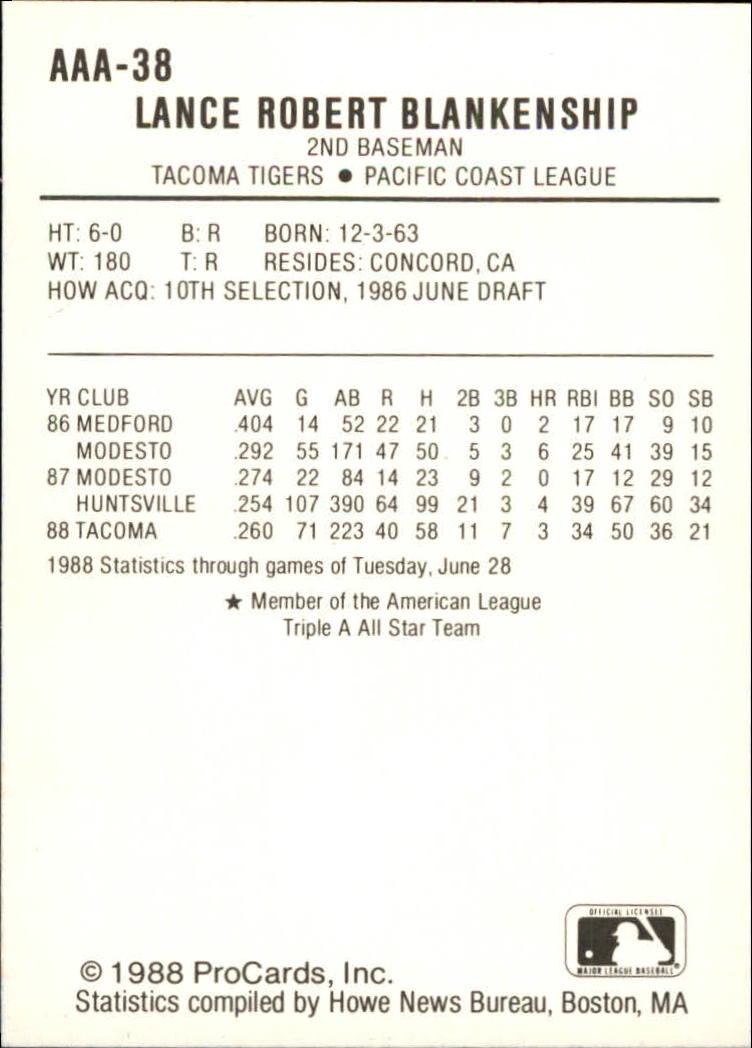 AAA-38
LANCE ROBERT BLANKENSHIP
2ND BASEMAN
TACOMA TIGERS ● PACIFIC COAST LEAGUE
HT: 6-0 B: R BORN: 12-3-63
WT: 180 T: R RESIDES: CONCORD, CA
HOW ACQ: 10TH SELECTION, 1986 JUNE DRAFT
YR CLUB AVG G AB R H 2B 3B HR RBI BB SO SB
86 MEDFORD .404 14 52 22 21 3 0 2 17 17 9 10
MODESTO .292 55 171 47 50 5 3 6 25 41 39 15
87 MODESTO .274 22 84 14 23 9 2 0 17 12 29 12
HUNTSVILLE .254 107 390 64 99 21 3 4 39 67 60 34
88 TACOMA .260 71 223 40 58 11 7 3 34 50 36 21
1988 Statistics through games of Tuesday, June 28
★ Member of the American League
Triple A All Star Team
OFFICIAL LICENSEE
MAJOR LEAGUE BASEBALL
© 1988 ProCards, Inc.
Statistics compiled by Howe News Bureau, Boston, MA